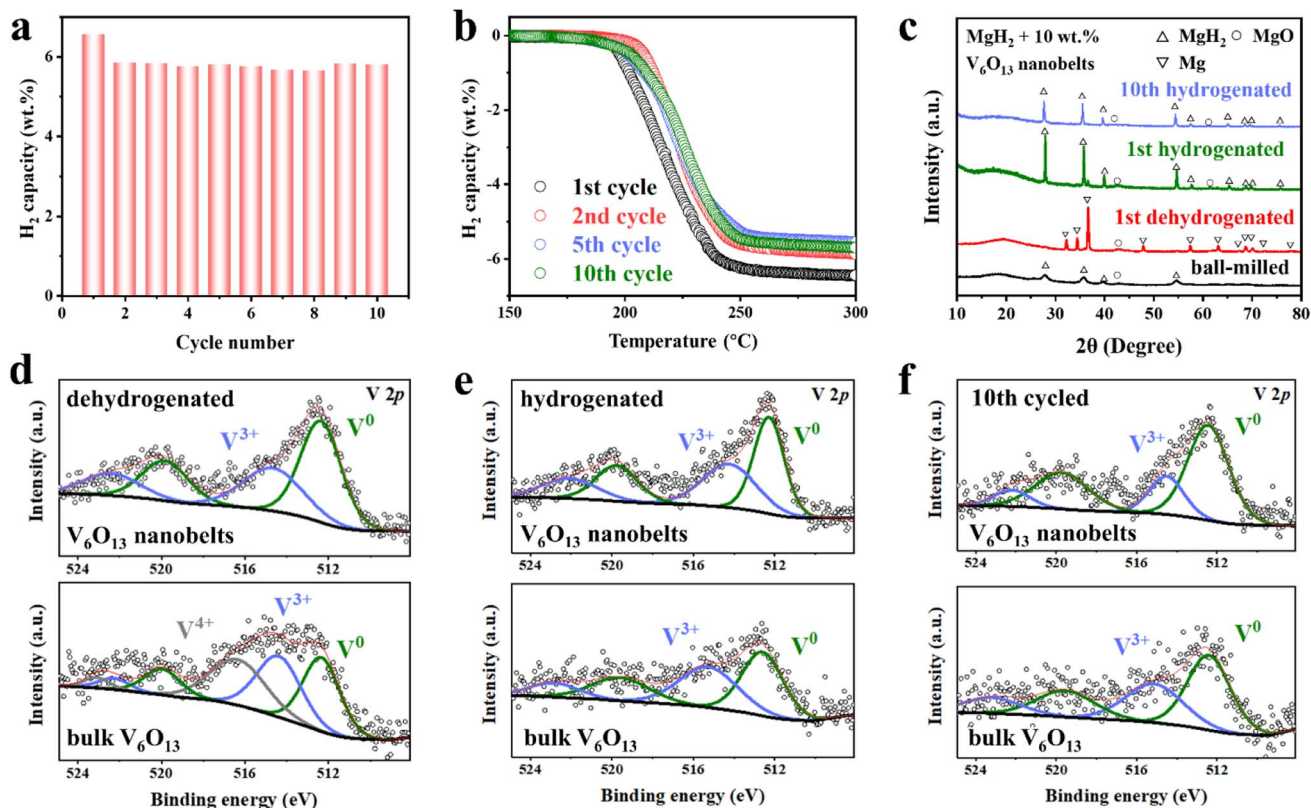 a
H₂ capacity (wt.%)
6
4
2
0
0 2 4 6 8 10
Cycle number
b
H₂ capacity (wt.%)
0
-2
-4
-6
1st cycle
2nd cycle
5th cycle
10th cycle
150 200 250 300
Temperature (°C)
c
Intensity (a.u.)
MgH₂ + 10 wt.% △ MgH₂ ○ MgO
V₆O₁₃ nanobelts ▽ Mg
10th hydrogenated
1st hydrogenated
1st dehydrogenated
ball-milled
10 20 30 40 50 60 70 80
2θ (Degree)
d
Intensity (a.u.)
dehydrogenated V 2p
V³⁺ V⁰
V₆O₁₃ nanobelts
524 520 516 512
Intensity (a.u.)
V⁴⁺ V³⁺ V⁰
bulk V₆O₁₃
524 520 516 512
Binding energy (eV)
e
Intensity (a.u.)
hydrogenated V 2p
V³⁺ V⁰
V₆O₁₃ nanobelts
524 520 516 512
Intensity (a.u.)
V³⁺ V⁰
bulk V₆O₁₃
524 520 516 512
Binding energy (eV)
f
Intensity (a.u.)
10th cycled V 2p
V³⁺ V⁰
V₆O₁₃ nanobelts
524 520 516 512
Intensity (a.u.)
V³⁺ V⁰
bulk V₆O₁₃
524 520 516 512
Binding energy (eV)